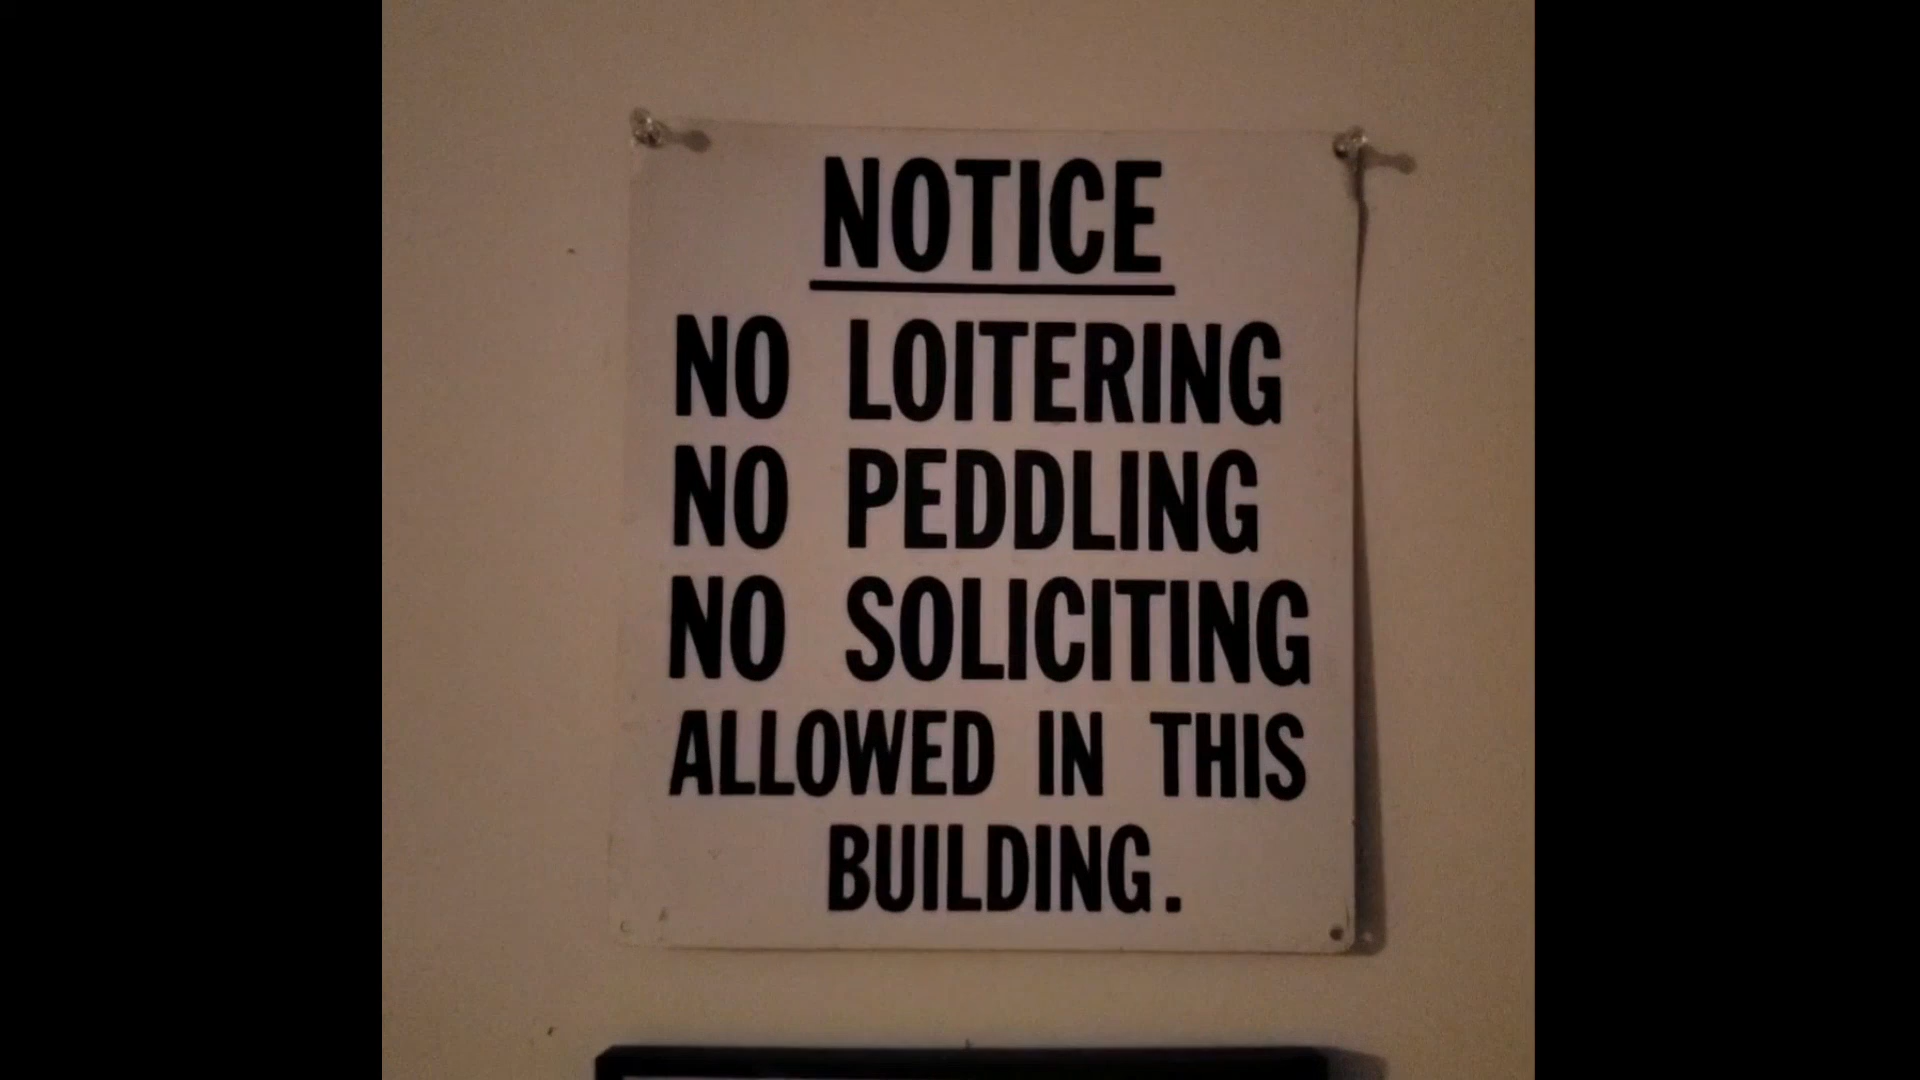 NOTICE
NO LOITERING
NO PEDDLING
NO SOLICITING
ALLOWED IN THIS
BUILDING.